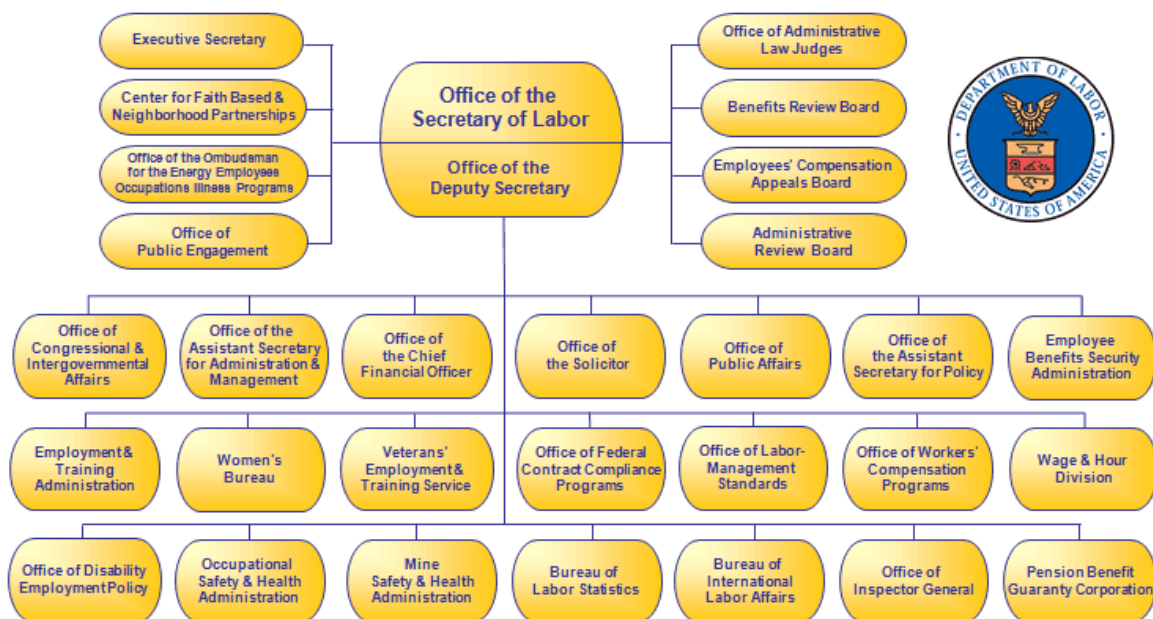 Executive Secretary
Center for Faith Based &
Neighborhood Partnerships
Office of the Ombudsman
for the Energy Employees
Occupations Illness Programs
Office of
Public Engagement
Office of the
Secretary of Labor
Office of the
Deputy Secretary
Office of Administrative
Law Judges
Benefits Review Board
Employees' Compensation
Appeals Board
Administrative
Review Board
DEPARTMENT OF LABOR
UNITED STATES OF AMERICA
Office of
Congressional &
Intergovernmental
Affairs
Office of the
Assistant Secretary
for Administration &
Management
Office of
the Chief
Financial Officer
Office of
the Solicitor
Office of
Public Affairs
Office of
the Assistant
Secretary for Policy
Employee
Benefits Security
Administration
Employment &
Training
Administration
Women's
Bureau
Veterans'
Employment &
Training Service
Office of Federal
Contract Compliance
Programs
Office of Labor-
Management
Standards
Office of Workers'
Compensation
Programs
Wage & Hour
Division
Office of Disability
Employment Policy
Occupational
Safety & Health
Administration
Mine
Safety & Health
Administration
Bureau of
Labor Statistics
Bureau of
International
Labor Affairs
Office of
Inspector General
Pension Benefit
Guaranty Corporation